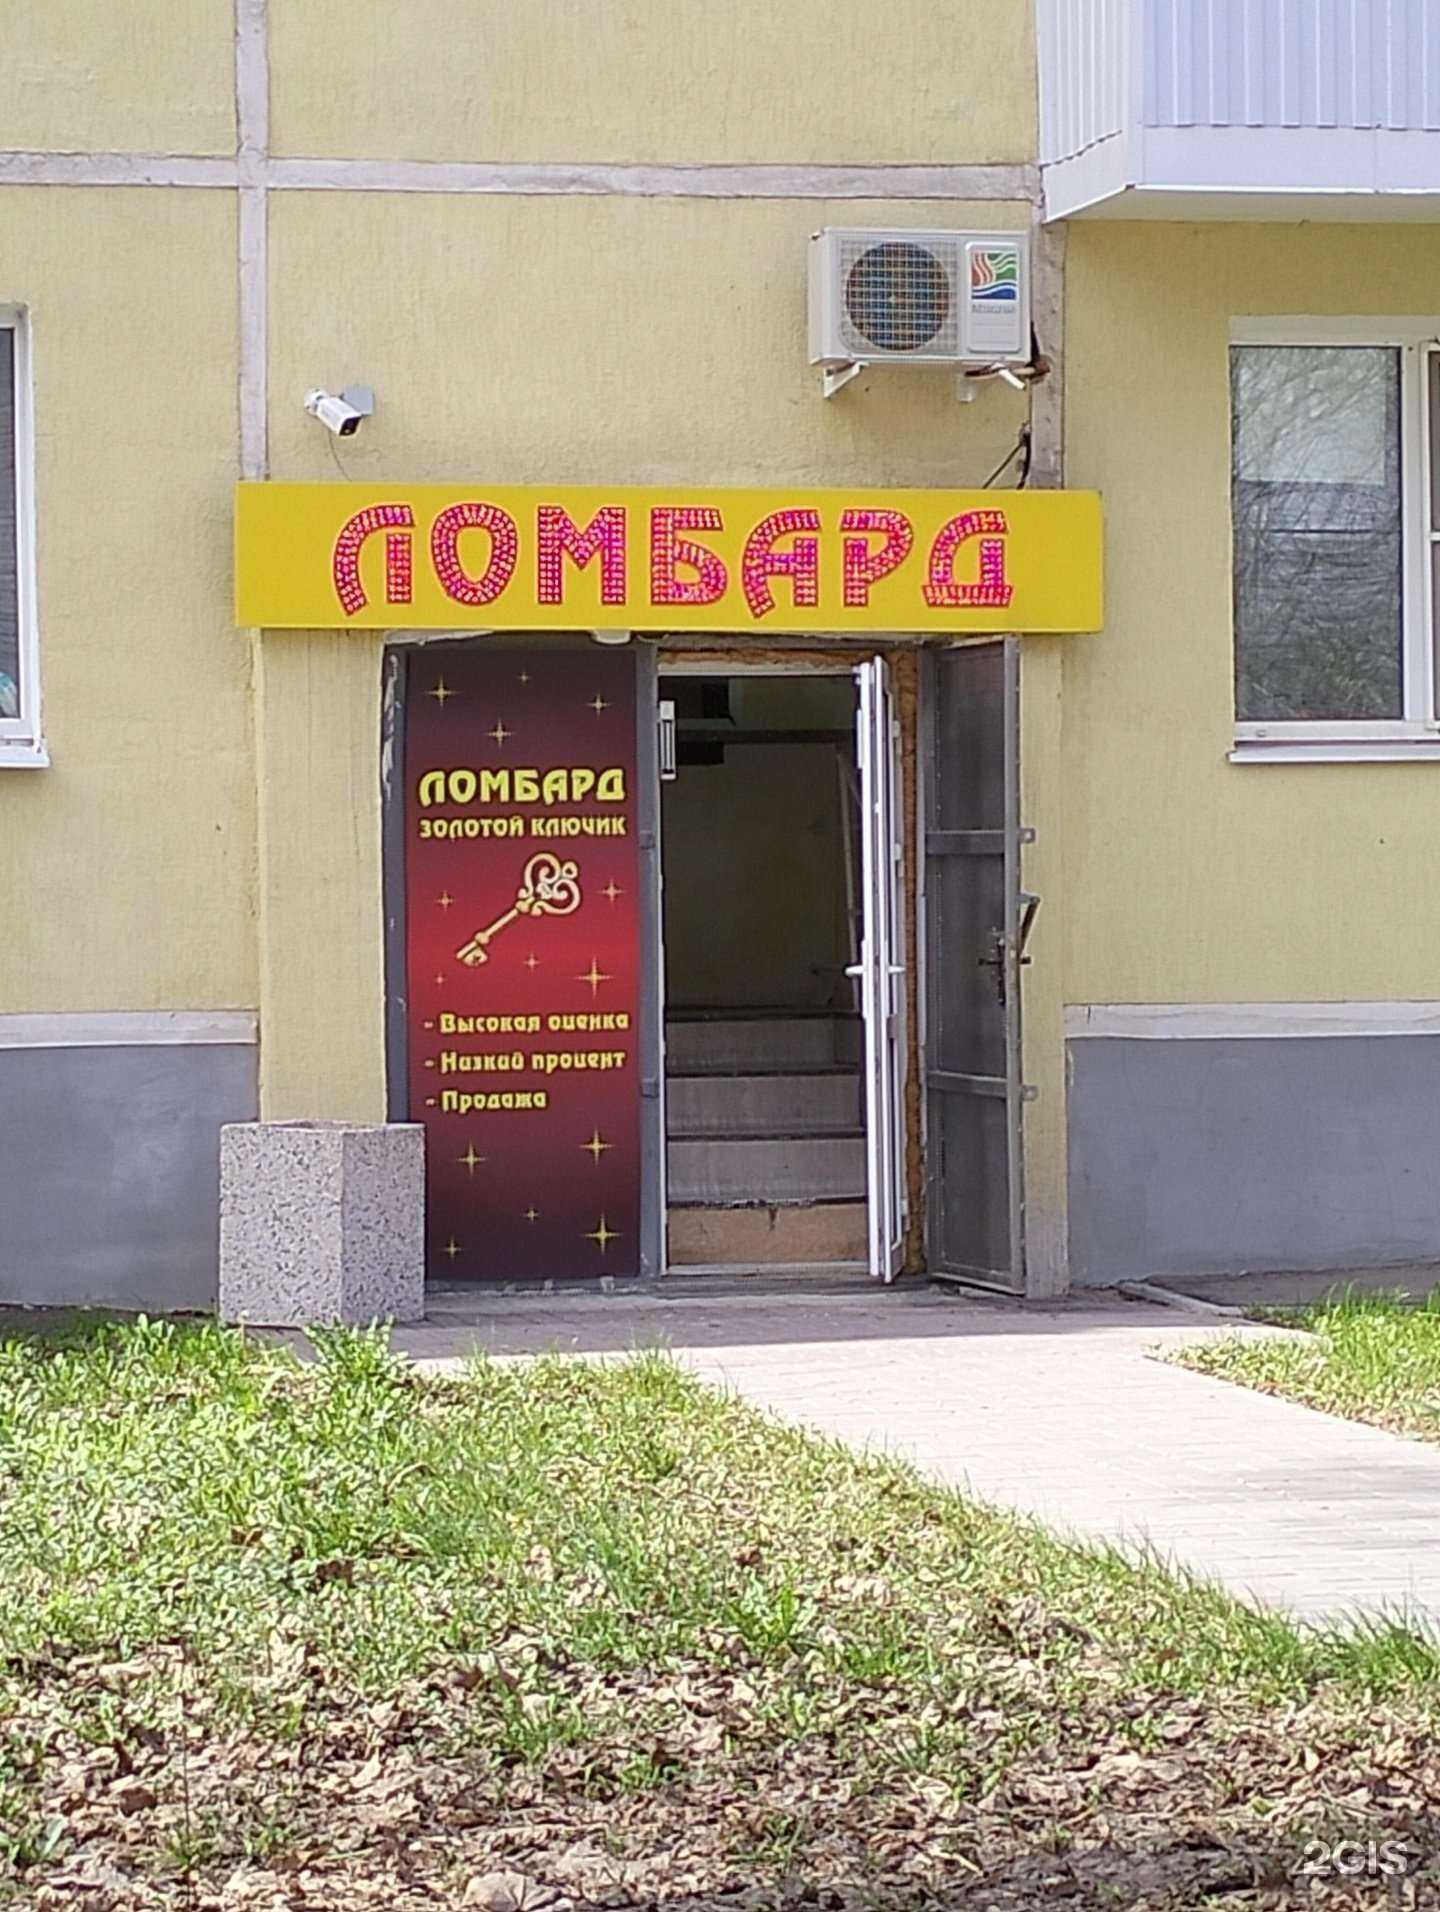 ЛОМБАРД
ЛОМБАРД
ЗОЛОТОЙ КЛЮЧИК
- Высокая оценка
- Низкий процент
- Продажа
2GIS